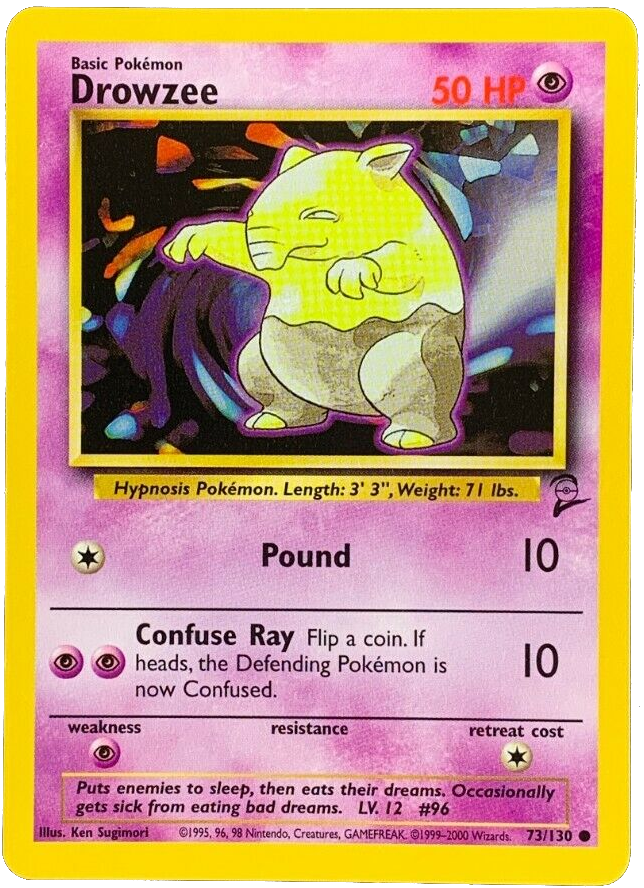 Basic Pokémon
Drowzee
50 HP
Hypnosis Pokémon. Length: 3' 3", Weight: 71 lbs.
Pound 10
Confuse Ray Flip a coin. If
heads, the Defending Pokémon is
now Confused.
10
weakness resistance retreat cost
Puts enemies to sleep, then eats their dreams. Occasionally
gets sick from eating bad dreams. LV. 12 #96
Illus. Ken Sugimori ©1995, 96, 98 Nintendo, Creatures, GAMEFREAK. ©1999-2000 Wizards. 73/130